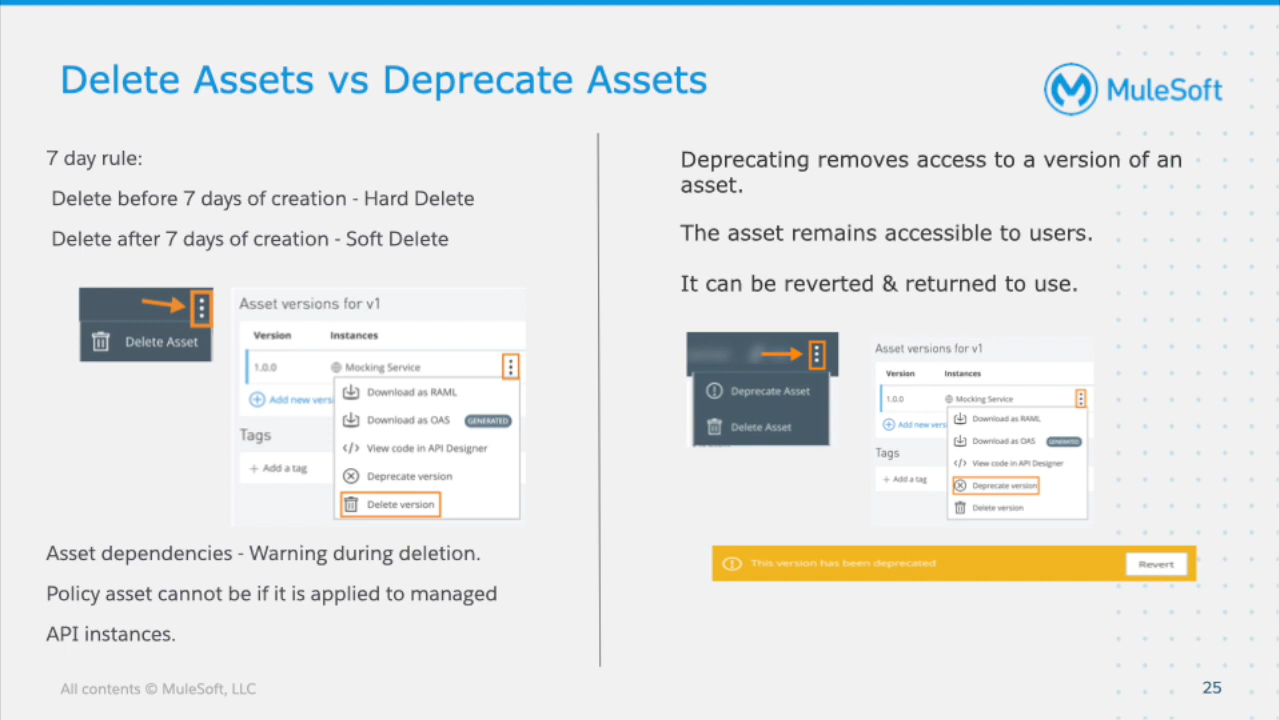 Delete Assets vs Deprecate Assets
MuleSoft
7 day rule:
Delete before 7 days of creation - Hard Delete
Delete after 7 days of creation - Soft Delete
Delete Asset
Asset versions for v1
Version Instances
1.0.0 Mocking Service
Add new vers
Download as RAML
Download as OAS GENERATED
Tags
View code in API Designer
+ Add a tag
Deprecate version
Delete version
Asset dependencies - Warning during deletion.
Policy asset cannot be if it is applied to managed
API instances.
Deprecating removes access to a version of an
asset.
The asset remains accessible to users.
It can be reverted & returned to use.
Deprecate Asset
Delete Asset
Asset versions for v1
Version Instances
1.0.0 Mocking Service
Add new vers
Download as RAML
Download as OAS GENERATED
Tags
View code in API Designer
+ Add a tag
Deprecate version
Delete version
This version has been deprecated Revert
All contents © MuleSoft, LLC
25